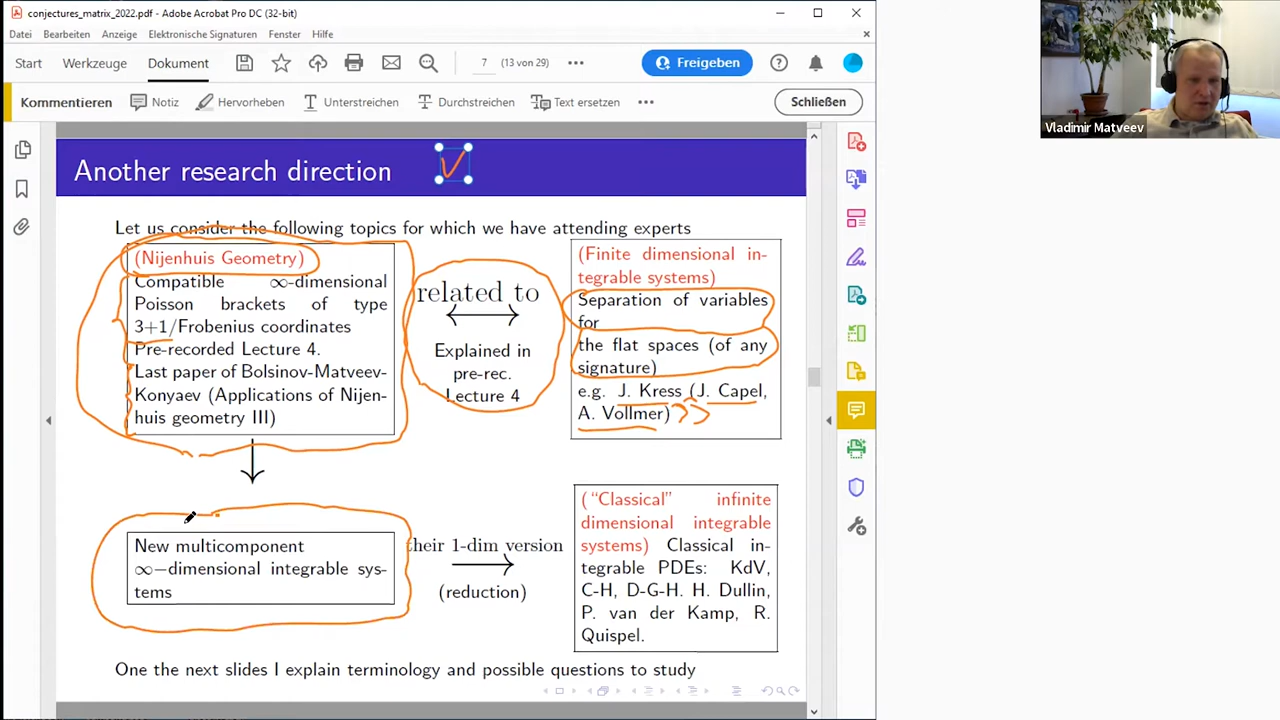 conjectures_matrix_2022.pdf - Adobe Acrobat Pro DC (32-bit)
Datei Bearbeiten Anzeige Elektronische Signaturen Fenster Hilfe
Start Werkzeuge Dokument 7 (13 von 29) Freigeben
Kommentieren Notiz Hervorheben Unterstreichen Durchstreichen Text ersetzen Schließen
Another research direction
Let us consider the following topics for which we have attending experts
(Nijenhuis Geometry)
Compatible ∞-dimensional
Poisson brackets of type
3+1/Frobenius coordinates
Pre-recorded Lecture 4.
Last paper of Bolsinov-Matveev-
Konyaev (Applications of Nijen-
huis geometry III)
related to
Explained in
pre-rec.
Lecture 4
(Finite dimensional in-
tegrable systems)
Separation of variables
for
the flat spaces (of any
signature)
e.g. J. Kress (J. Capel,
A. Vollmer)
New multicomponent
∞−dimensional integrable sys-
tems
their 1-dim version
(reduction)
("Classical" infinite
dimensional integrable
systems) Classical in-
tegrable PDEs: KdV,
C-H, D-G-H. H. Dullin,
P. van der Kamp, R.
Quispel.
One the next slides I explain terminology and possible questions to study
Vladimir Matveev